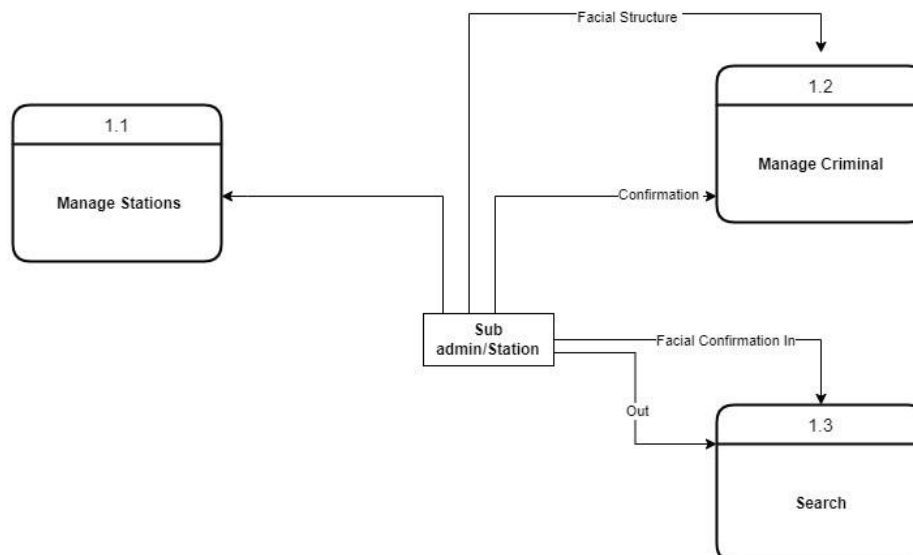 Facial Structure
1.2
Manage Criminal
1.1
Manage Stations
Confirmation
Sub
admin/Station
Facial Confirmation In
Out
1.3
Search